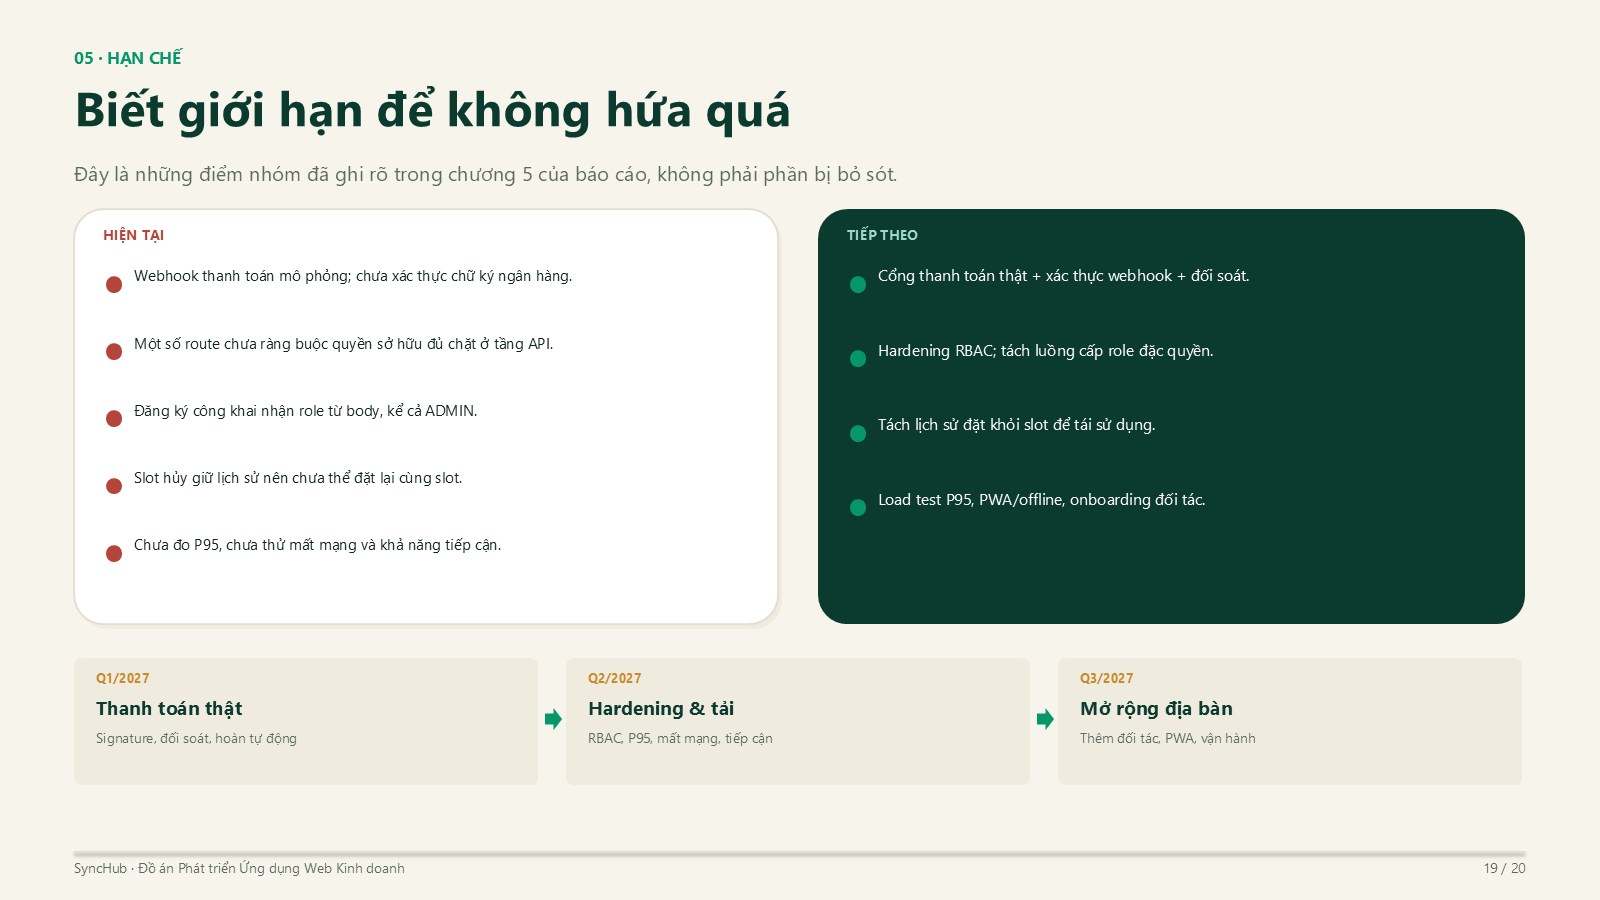 05 · HẠN CHẾ
Biết giới hạn để không hứa quá
Đây là những điểm nhóm đã ghi rõ trong chương 5 của báo cáo, không phải phần bị bỏ sót.
HIỆN TẠI
Webhook thanh toán mô phỏng; chưa xác thực chữ ký ngân hàng.
Một số route chưa ràng buộc quyền sở hữu đủ chặt ở tầng API.
Đăng ký công khai nhận role từ body, kể cả ADMIN.
Slot hủy giữ lịch sử nên chưa thể đặt lại cùng slot.
Chưa đo P95, chưa thử mất mạng và khả năng tiếp cận.
TIẾP THEO
Cổng thanh toán thật + xác thực webhook + đối soát.
Hardening RBAC; tách luồng cấp role đặc quyền.
Tách lịch sử đặt khỏi slot để tái sử dụng.
Load test P95, PWA/offline, onboarding đối tác.
Q1/2027
Thanh toán thật
Signature, đối soát, hoàn tự động
Q2/2027
Hardening & tải
RBAC, P95, mất mạng, tiếp cận
Q3/2027
Mở rộng địa bàn
Thêm đối tác, PWA, vận hành
SyncHub · Đồ án Phát triển Ứng dụng Web Kinh doanh
19 / 20